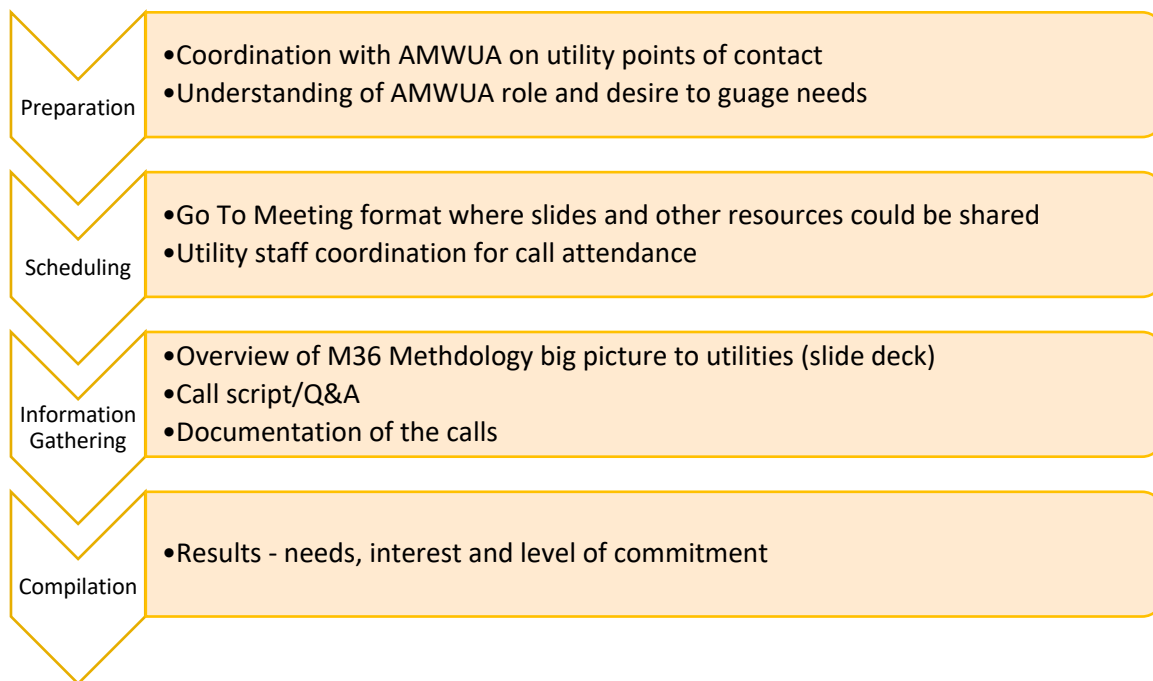 Preparation
•Coordination with AMWUA on utility points of contact
•Understanding of AMWUA role and desire to guage needs
Scheduling
•Go To Meeting format where slides and other resources could be shared
•Utility staff coordination for call attendance
Information
Gathering
•Overview of M36 Methdology big picture to utilities (slide deck)
•Call script/Q&A
•Documentation of the calls
Compilation
•Results - needs, interest and level of commitment